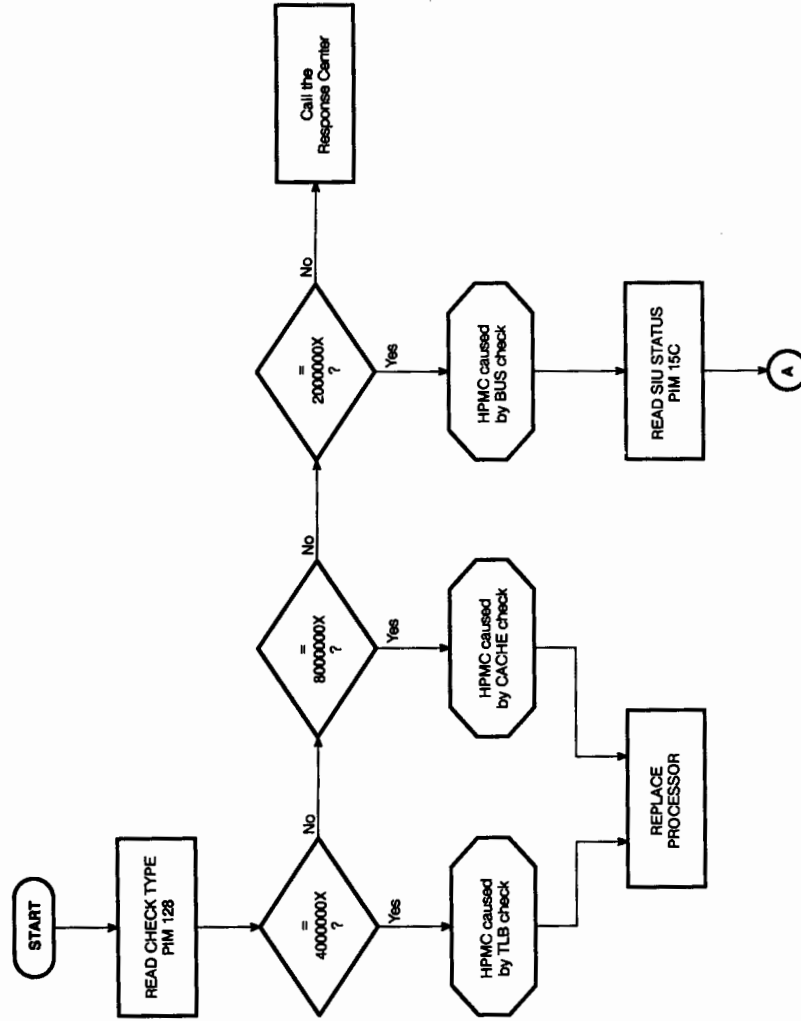 START
READ CHECK TYPE
PIM 128
=
4000000X
?
No
Yes
HPMC caused
by TLB check
=
8000000X
?
No
Yes
HPMC caused
by CACHE check
REPLACE
PROCESSOR
=
2000000X
?
No
Yes
HPMC caused
by BUS check
READ SIU STATUS
PIM 15C
A
Call the
Response Center